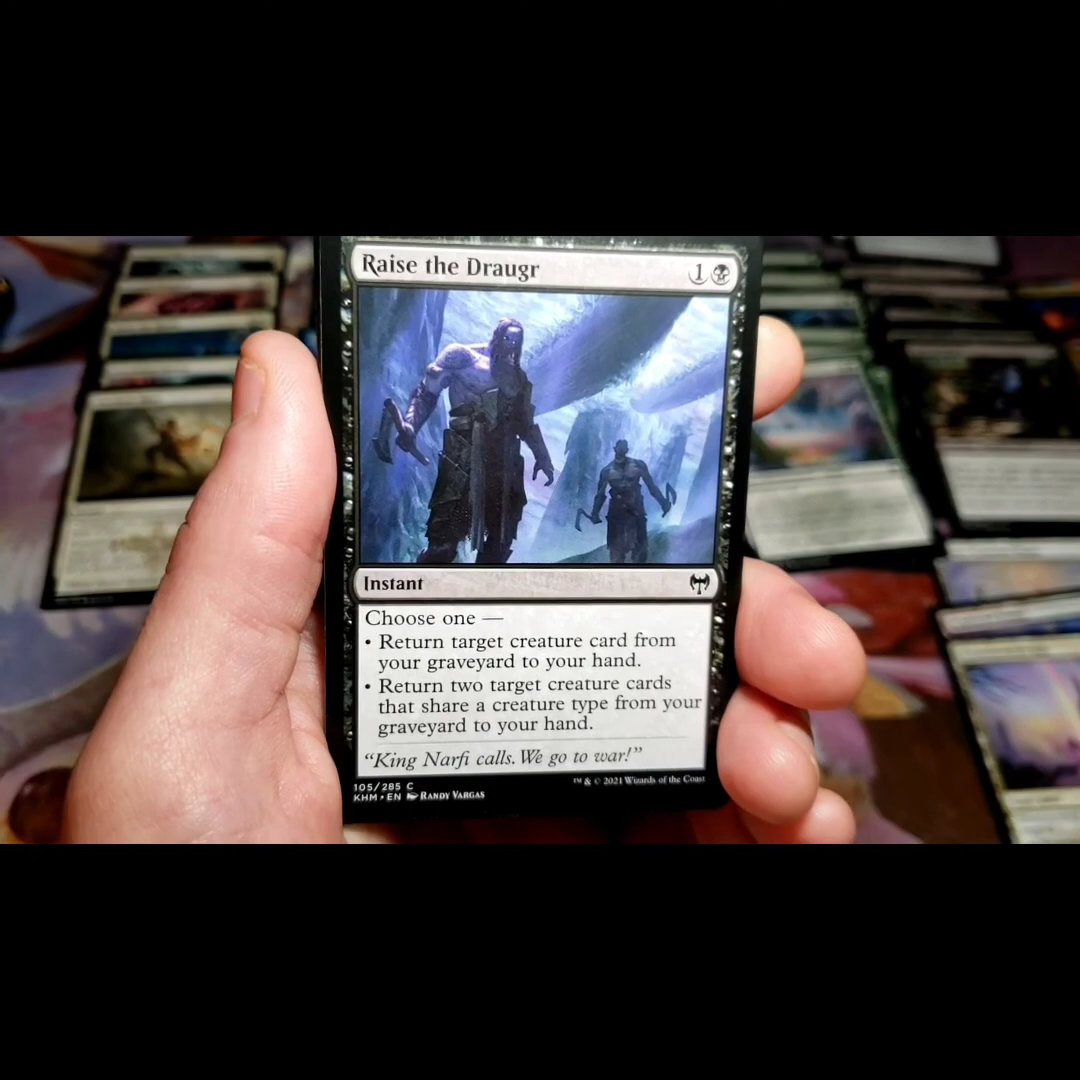 Raise the Draugr 1
Instant
Choose one —
• Return target creature card from
your graveyard to your hand.
• Return two target creature cards
that share a creature type from your
graveyard to your hand.
“King Narfi calls. We go to war!”
105/285 C
KHM • EN RANDY VARGAS
™ & © 2021 Wizards of the Coast